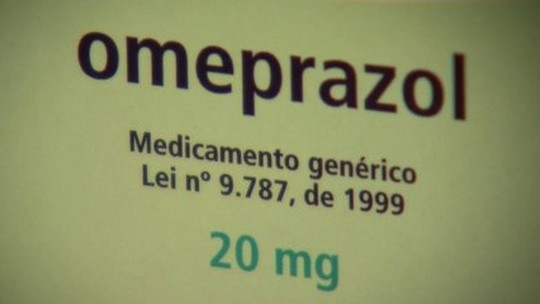 omeprazol
Medicamento genérico
Lei nº 9.787, de 1999
20 mg